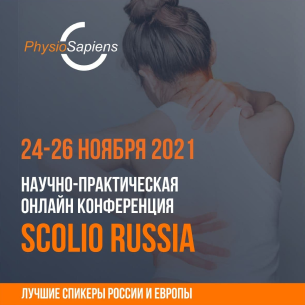 PhysioSapiens
24-26 НОЯБРЯ 2021
НАУЧНО-ПРАКТИЧЕСКАЯ
ОНЛАЙН КОНФЕРЕНЦИЯ
SCOLIO RUSSIA
ЛУЧШИЕ СПИКЕРЫ РОССИИ И ЕВРОПЫ